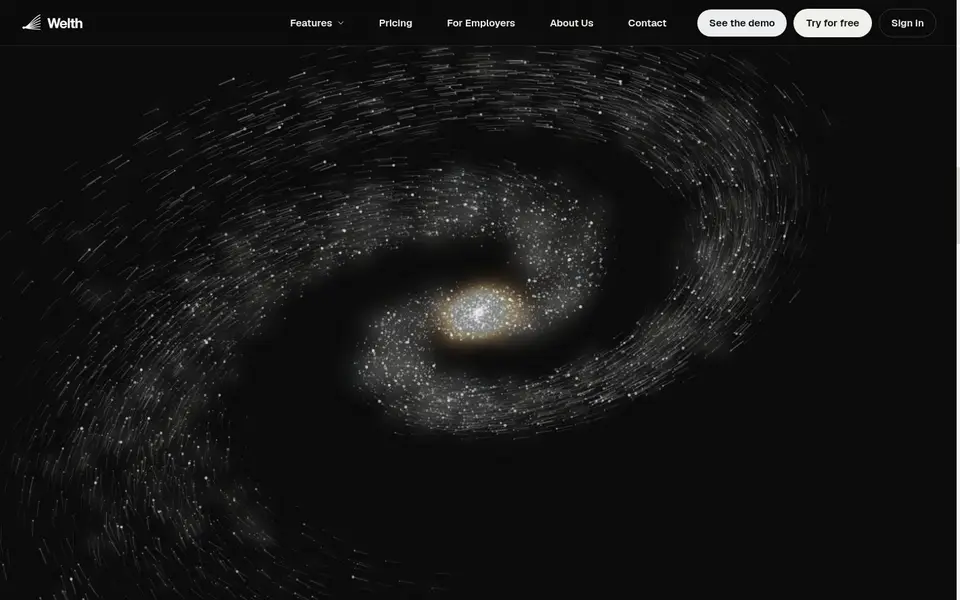 Welth
Features
Pricing
For Employers
About Us
Contact
See the demo
Try for free
Sign in